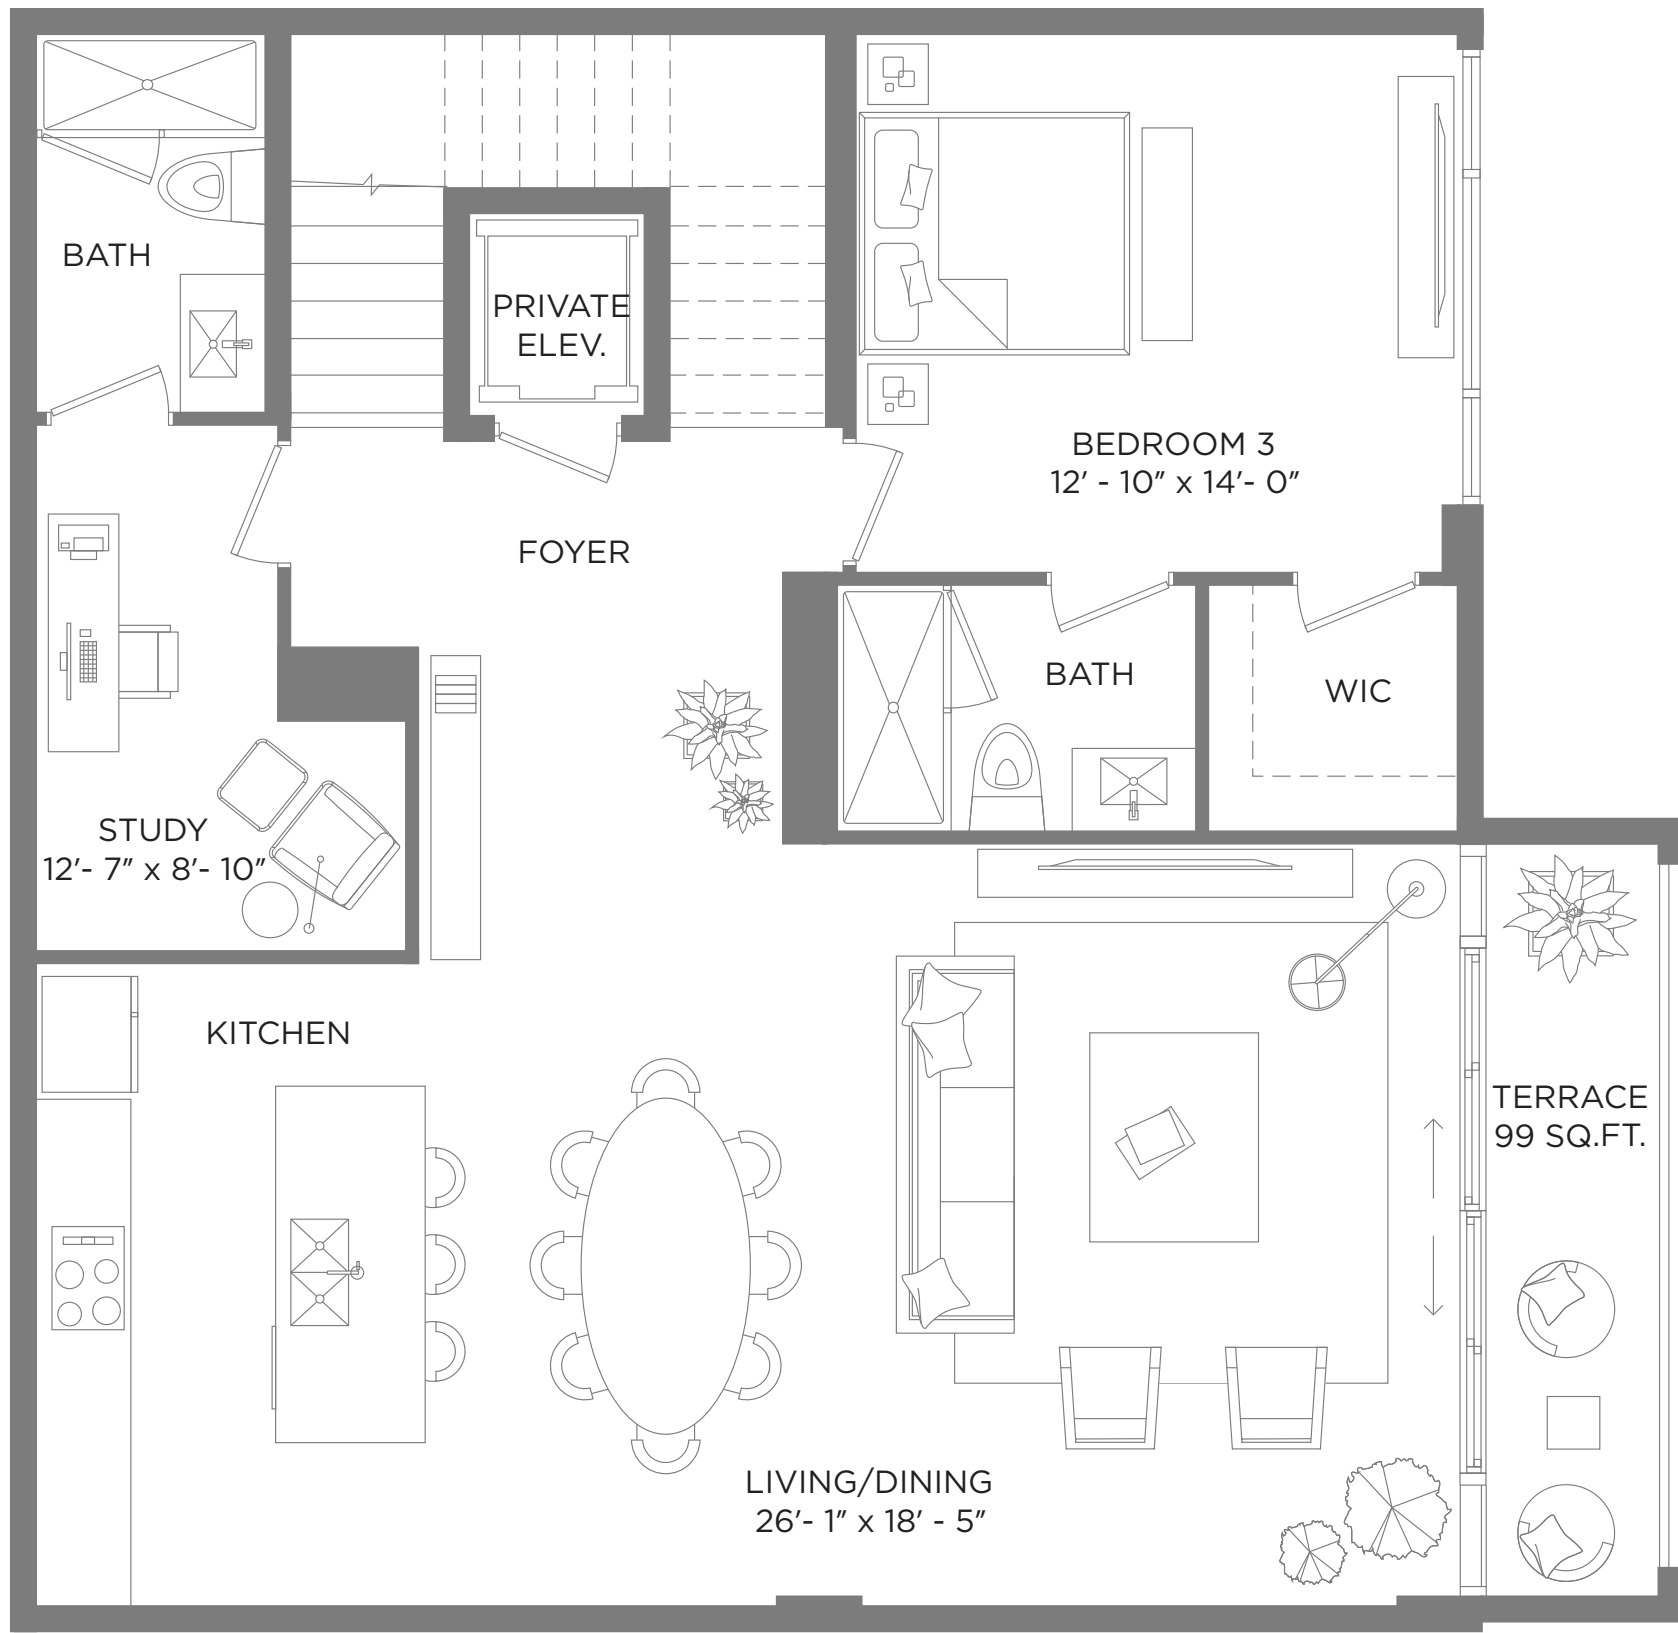 BATH
PRIVATE
ELEV.
BEDROOM 3
12' - 10" x 14'- 0"
FOYER
BATH
WIC
STUDY
12'- 7" x 8'- 10"
KITCHEN
TERRACE
99 SQ.FT.
LIVING/DINING
26'- 1" x 18' - 5"